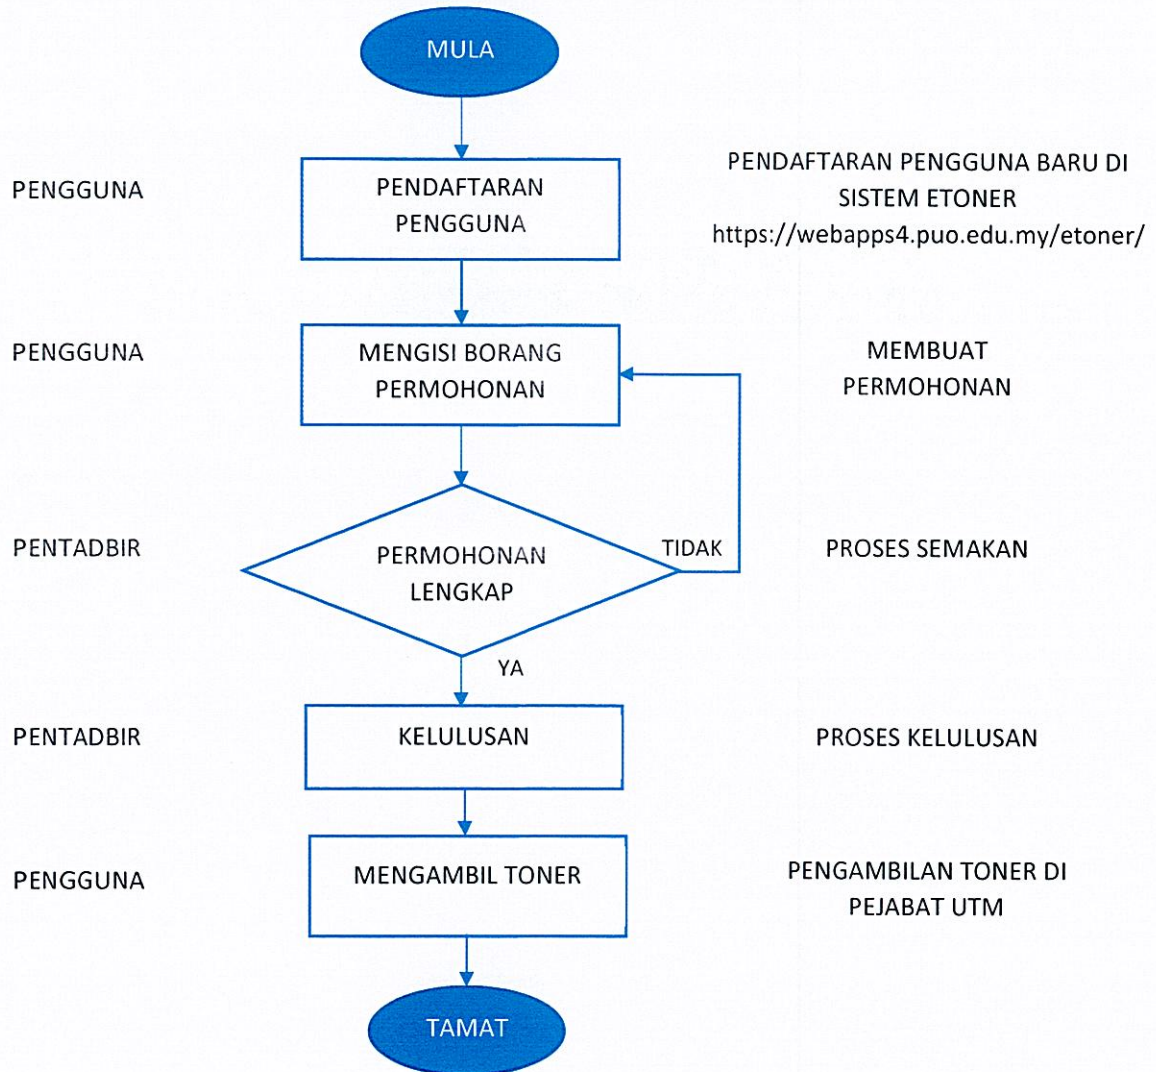 MULA
PENGGUNA
PENDAFTARAN
PENGGUNA
PENDAFTARAN PENGGUNA BARU DI
SISTEM ETONER
https://webapps4.puo.edu.my/etoner/
PENGGUNA
MENGISI BORANG
PERMOHONAN
MEMBUAT
PERMOHONAN
PENTADBIR
PERMOHONAN
LENGKAP
TIDAK
PROSES SEMAKAN
YA
PENTADBIR
KELULUSAN
PROSES KELULUSAN
PENGGUNA
MENGAMBIL TONER
PENGAMBILAN TONER DI
PEJABAT UTM
TAMAT